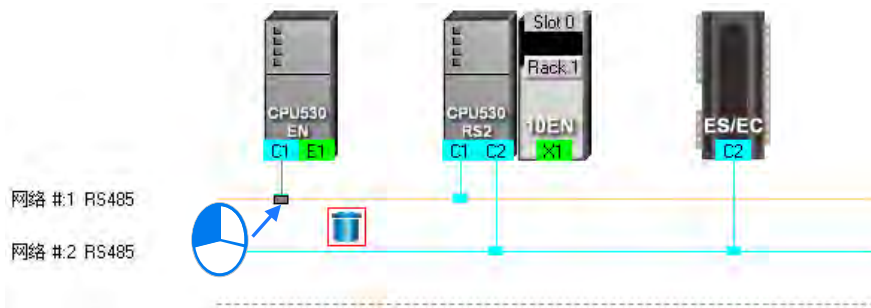 Slot 0
Rack 1
CPU530
EN
C1 E1
CPU530
RS2
C1 C2
10EN
X1
ES/EC
C2
网络 #:1 RS485
网络 #:2 RS485